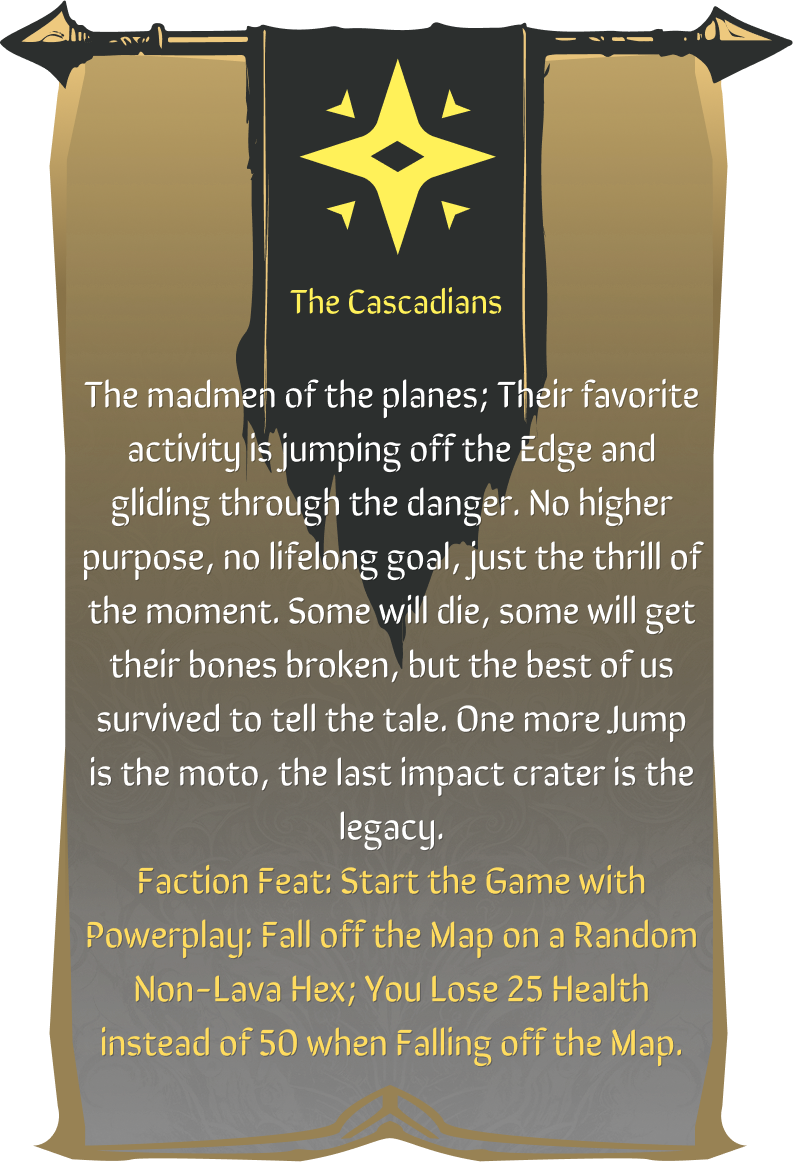 The Cascadians
The madmen of the planes; Their favorite
activity is jumping off the Edge and
gliding through the danger. No higher
purpose, no lifelong goal, just the thrill of
the moment. Some will die, some will get
their bones broken, but the best of us
survived to tell the tale. One more Jump
is the moto, the last impact crater is the
legacy.
Faction Feat: Start the Game with
Powerplay: Fall off the Map on a Random
Non-Lava Hex; You Lose 25 Health
instead of 50 when Falling off the Map.